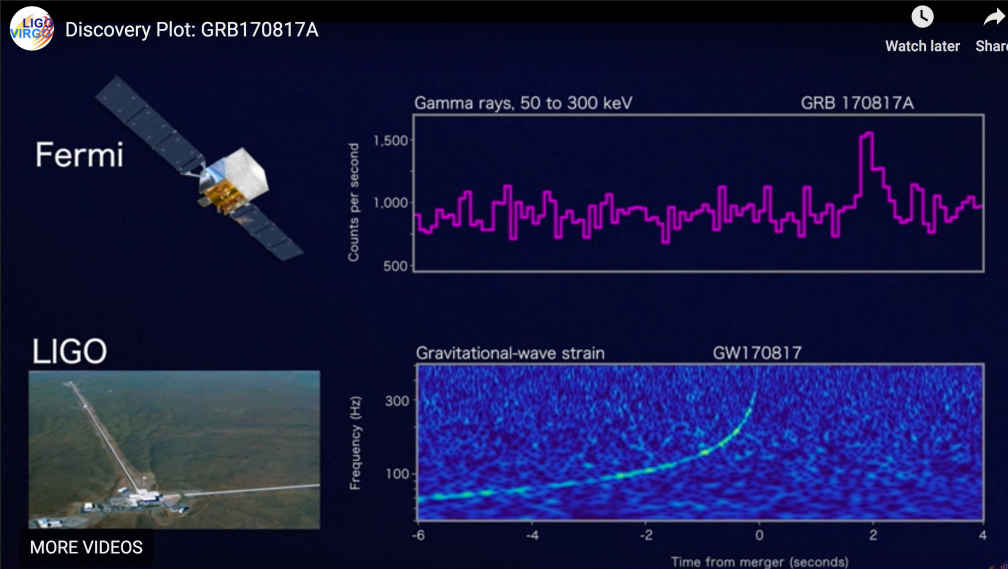 LIGO
VIRGO
Discovery Plot: GRB170817A
Watch later
Fermi
Gamma rays, 50 to 300 keV
GRB 170817A
Counts per second
1,500
1,000
500
LIGO
Gravitational-wave strain
GW170817
Frequency (Hz)
300
100
-6 -4 -2 0 2 4
Time from merger (seconds)
MORE VIDEOS